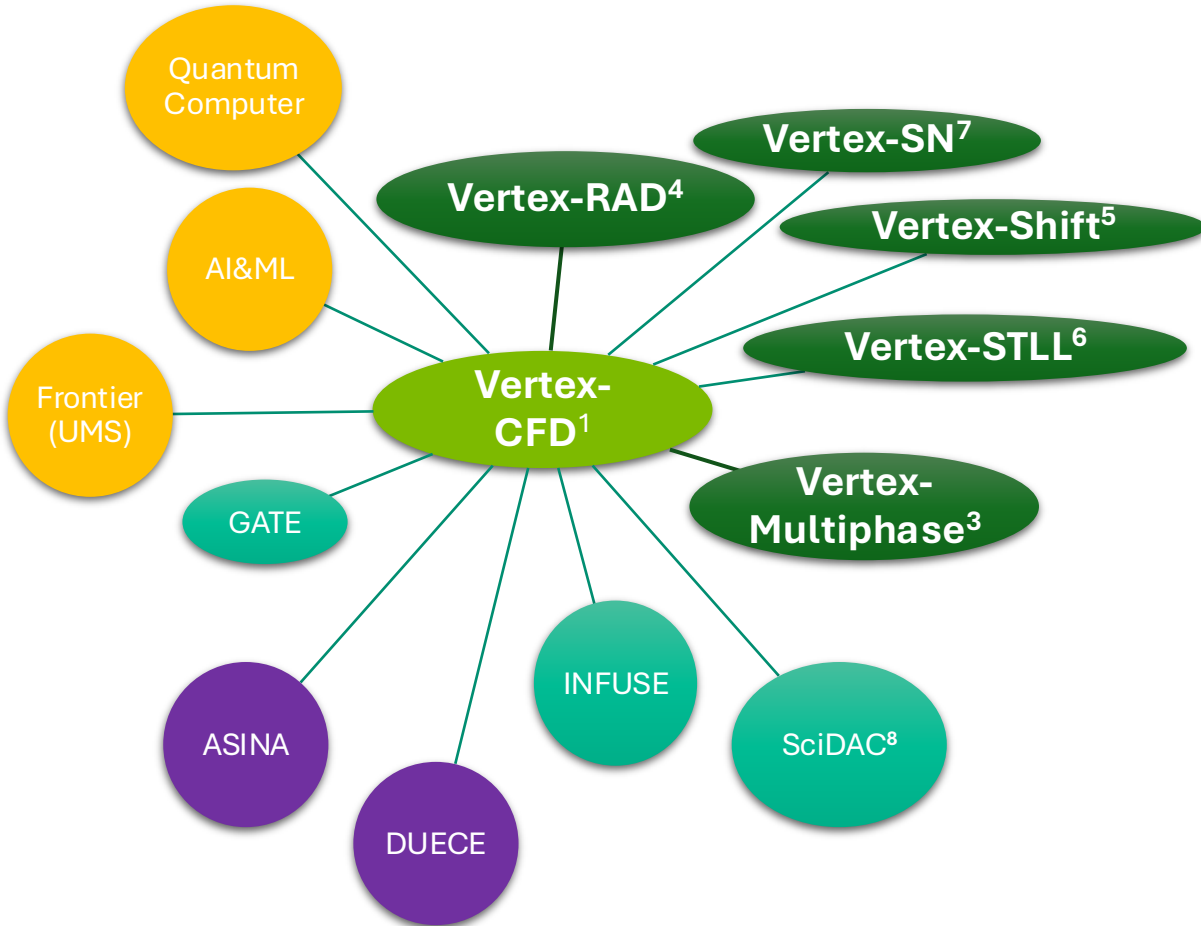 Quantum
Computer
Vertex-SN⁷
Vertex-RAD⁴
Vertex-Shift⁵
AI&ML
Vertex-STLL⁶
Frontier
(UMS)
Vertex-
CFD¹
Vertex-
Multiphase³
GATE
INFUSE
ASINA
SciDAC⁸
DUECE